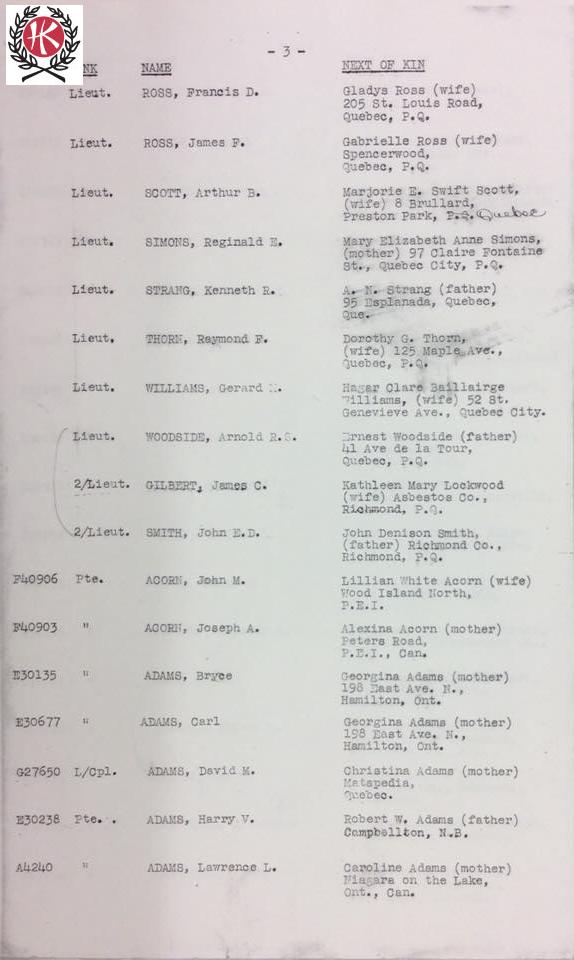 HK
- 3 -
NK NAME NEXT OF KIN
Lieut. ROSS, Francis D. Gladys Ross (wife)
205 St. Louis Road,
Quebec, P.Q.
Lieut. ROSS, James F. Gabrielle Ross (wife)
Spencerwood,
Quebec, P.Q.
Lieut. SCOTT, Arthur B. Marjorie E. Swift Scott,
(wife) 8 Brullard,
Preston Park, P.Q. Quebec
Lieut. SIMONS, Reginald E. Mary Elizabeth Anne Simons,
(mother) 97 Claire Fontaine
St., Quebec City, P.Q.
Lieut. STRANG, Kenneth R. A. N. Strang (father)
95 Esplanada, Quebec,
Que.
Lieut. THORN, Raymond F. Dorothy G. Thorn,
(wife) 125 Maple Ave.,
Quebec, P.Q.
Lieut. WILLIAMS, Gerard Hagar Clare Baillairge
Williams, (wife) 52 St.
Genevieve Ave., Quebec City.
Lieut. WOODSIDE, Arnold R.S. Ernest Woodside (father)
41 Ave de la Tour,
Quebec, P.Q.
2/Lieut. GILBERT, James C. Kathleen Mary Lockwood
(wife) Asbestos Co.,
Richmond, P.Q.
2/Lieut. SMITH, John E.D. John Denison Smith,
(father) Richmond Co.,
Richmond, P.Q.
F40906 Pte. ACORN, John M. Lillian White Acorn (wife)
Wood Island North,
P.E.I.
F40903 " ACORN, Joseph A. Alexina Acorn (mother)
Peters Road,
P.E.I., Can.
E30135 " ADAMS, Bryce Georgina Adams (mother)
198 East Ave. N.,
Hamilton, Ont.
E30677 " ADAMS, Carl Georgina Adams (mother)
198 East Ave. N.,
Hamilton, Ont.
G27650 L/Cpl. ADAMS, David M. Christina Adams (mother)
Matapedia,
Quebec.
E30238 Pte. . ADAMS, Harry V. Robert W. Adams (father)
Campbellton, N.B.
A4240 " ADAMS, Lawrence L. Caroline Adams (mother)
Niagara on the Lake,
Ont., Can.